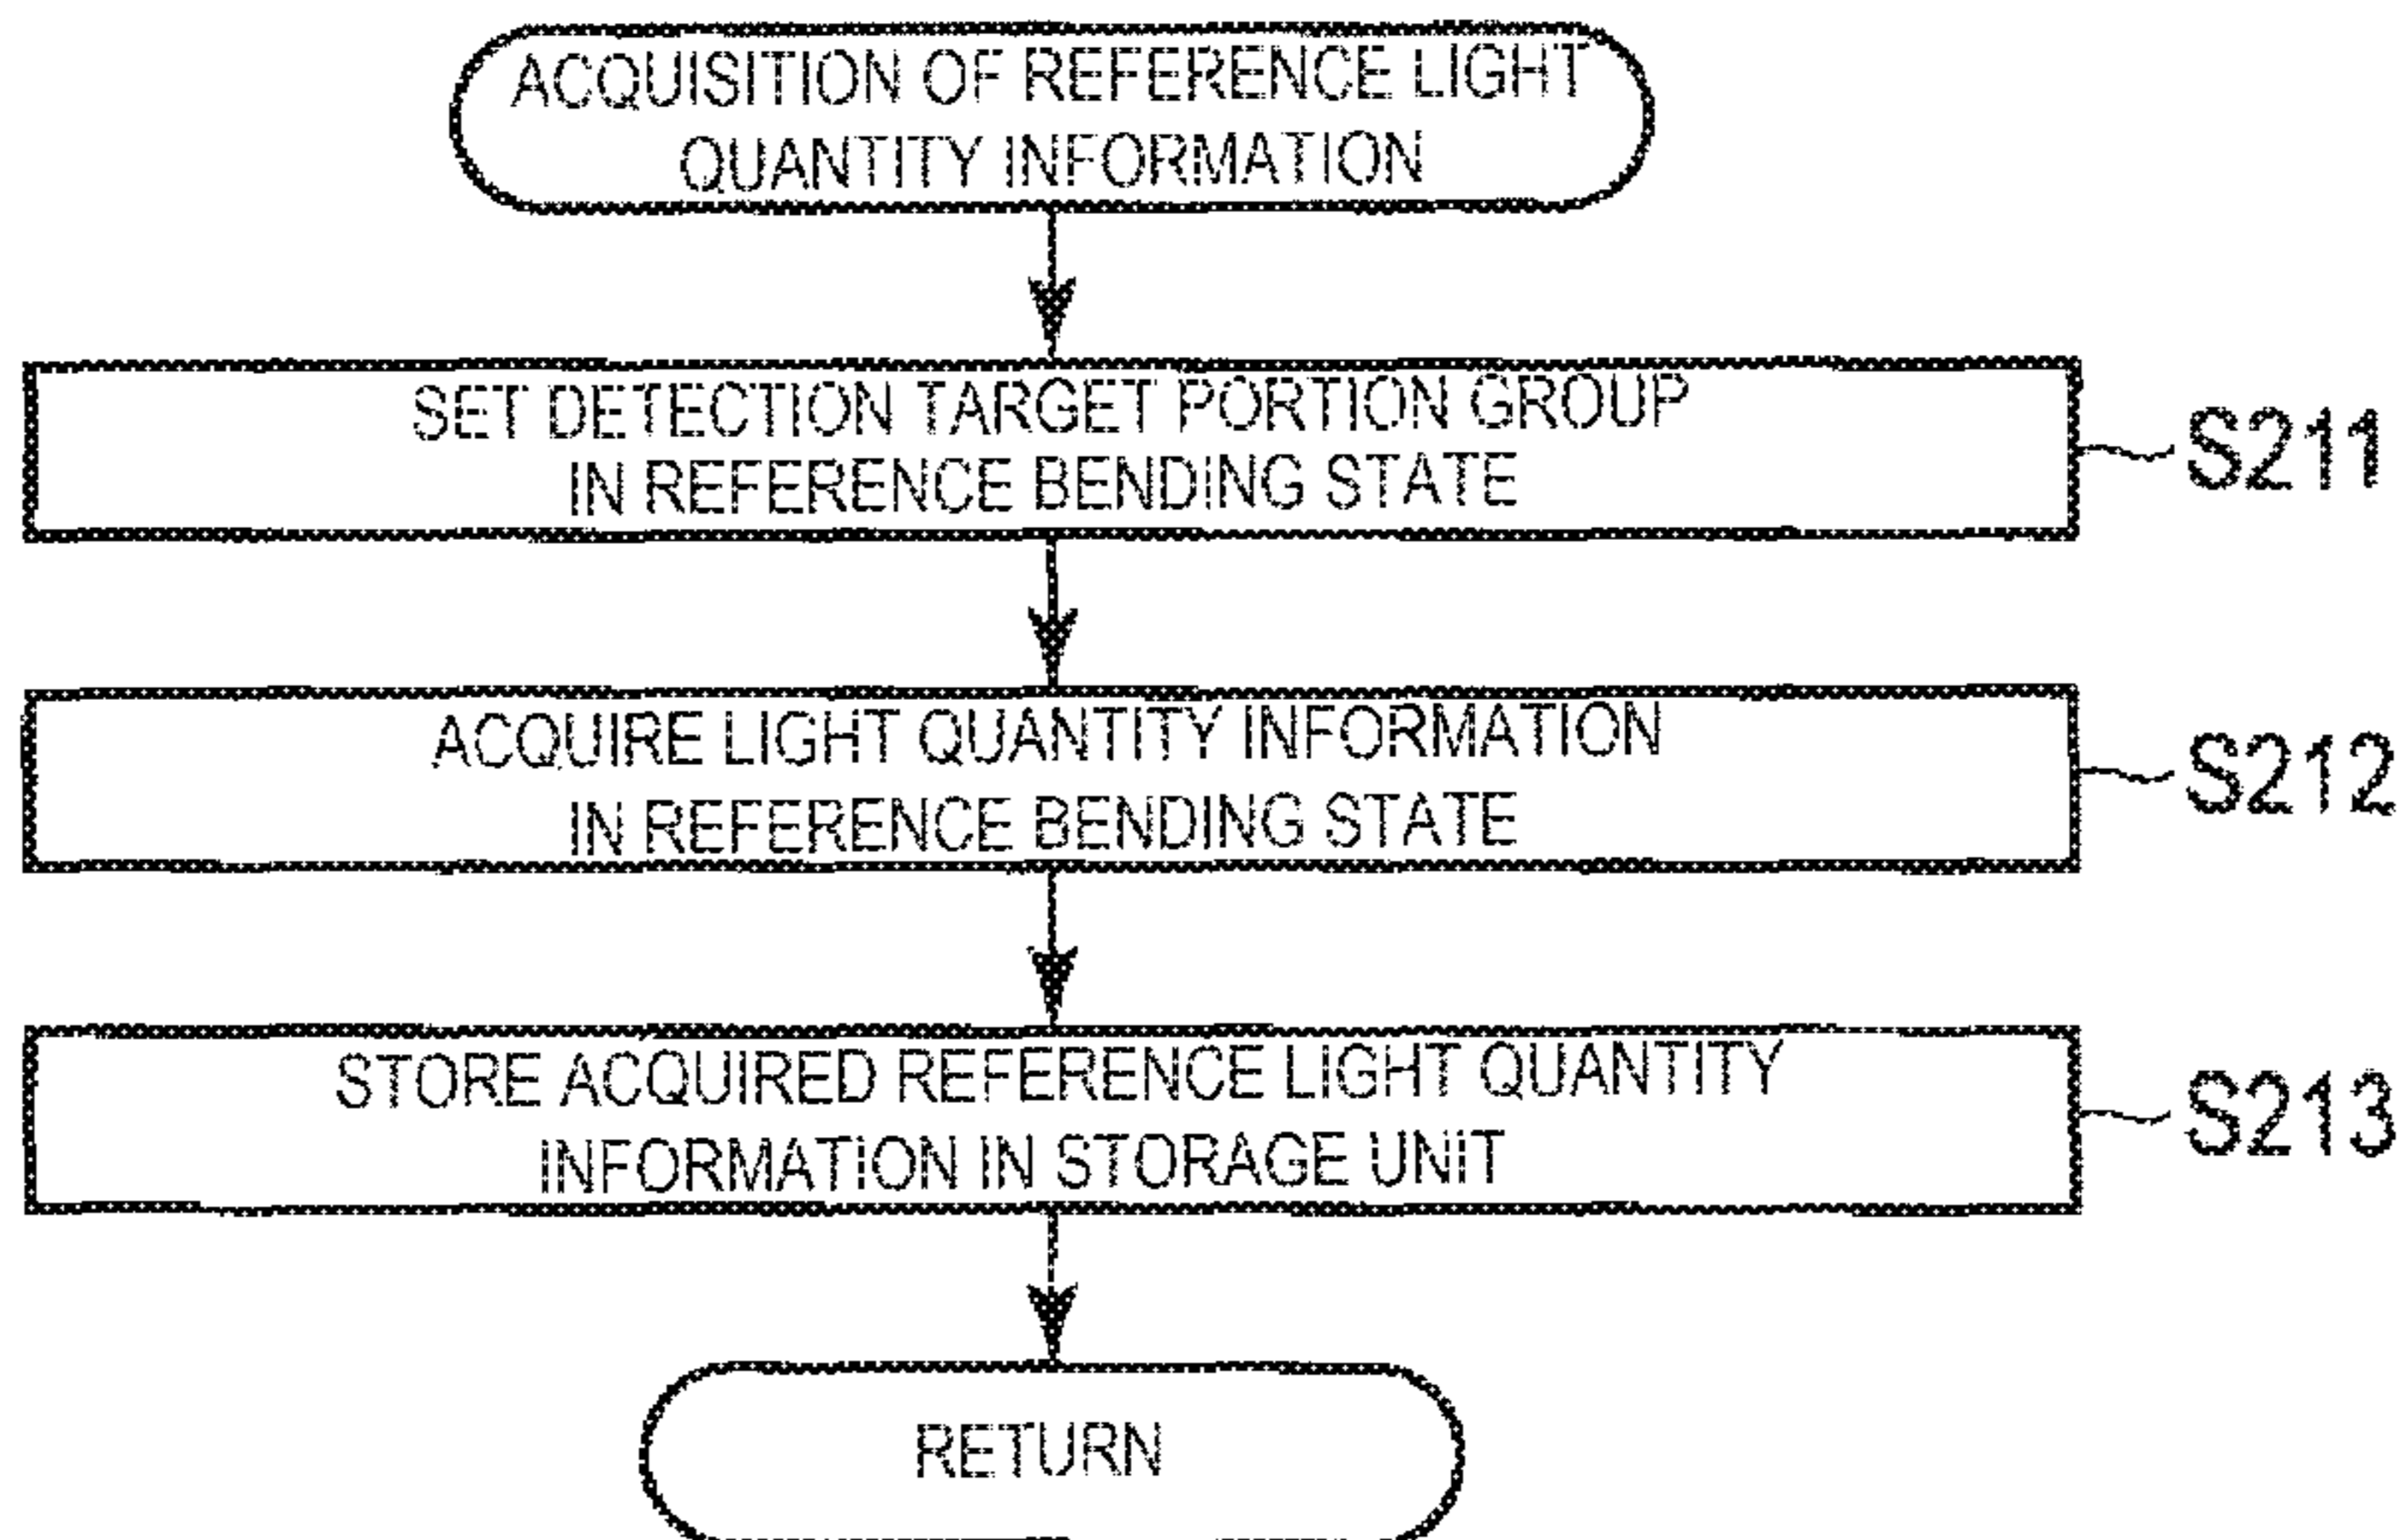 ACQUISITION OF REFERENCE LIGHT
QUANTITY INFORMATION
SET DETECTION TARGET PORTION GROUP
IN REFERENCE BENDING STATE
S211
ACQUIRE LIGHT QUANTITY INFORMATION
IN REFERENCE BENDING STATE
S212
STORE ACQUIRED REFERENCE LIGHT QUANTITY
INFORMATION IN STORAGE UNIT
S213
RETURN